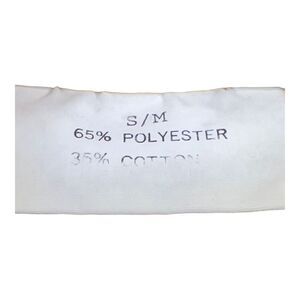 S/M
65% POLYESTER
35% COTTON